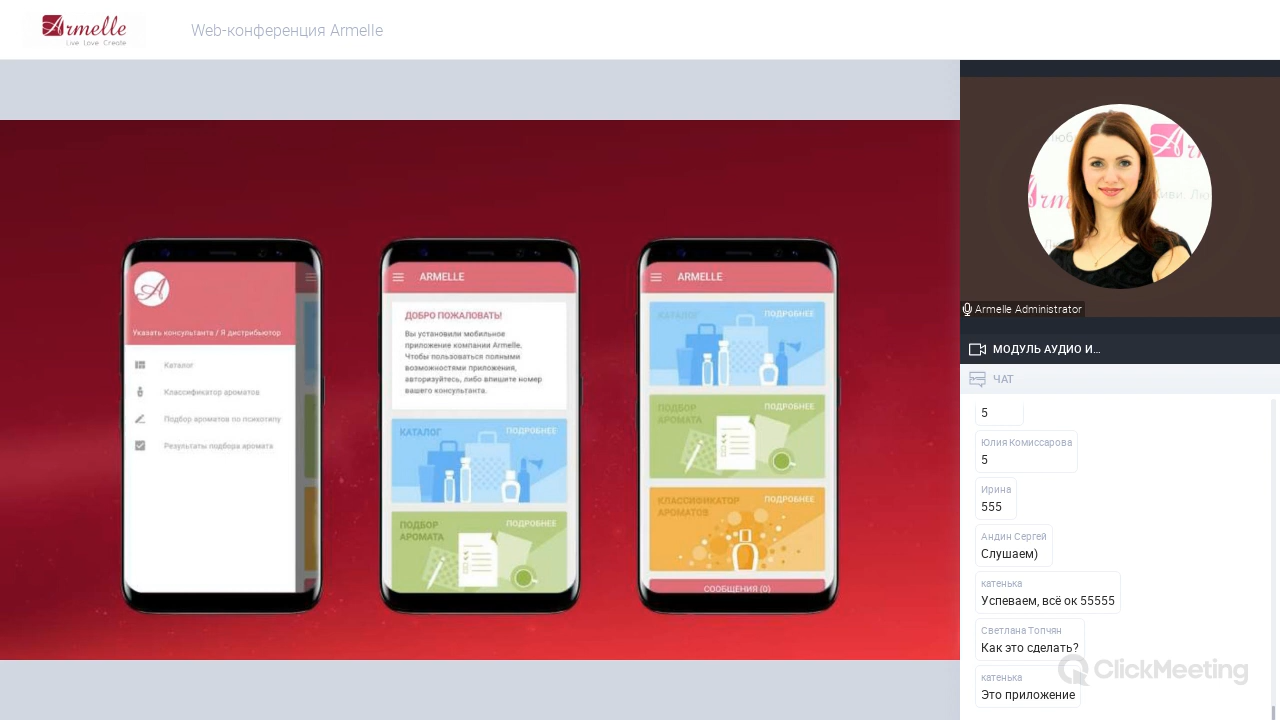 Armelle
Live Love Create
Web-конференция Armelle
Указать консультанта / Я дистрибьютор
Каталог
Классификатор ароматов
Подбор ароматов по психотипу
Результаты подбора аромата
ARMELLE
ДОБРО ПОЖАЛОВАТЬ!
Вы установили мобильное
приложение компании Armelle.
Чтобы пользоваться полными
возможностями приложения,
авторизуйтесь, либо впишите номер
вашего консультанта.
КАТАЛОГ
ПОДРОБНЕЕ
ПОДБОР
АРОМАТА
ПОДРОБНЕЕ
ARMELLE
КАТАЛОГ
ПОДРОБНЕЕ
ПОДБОР
АРОМАТА
ПОДРОБНЕЕ
КЛАССИФИКАТОР
АРОМАТОВ
ПОДРОБНЕЕ
СООБЩЕНИЯ (0)
Armelle Administrator
МОДУЛЬ АУДИО И...
ЧАТ
5
Юлия Комиссарова
5
Ирина
555
Андин Сергей
Слушаем)
катенька
Успеваем, всё ок 55555
Светлана Топчян
Как это сделать?
катенька
Это приложение
ClickMeeting